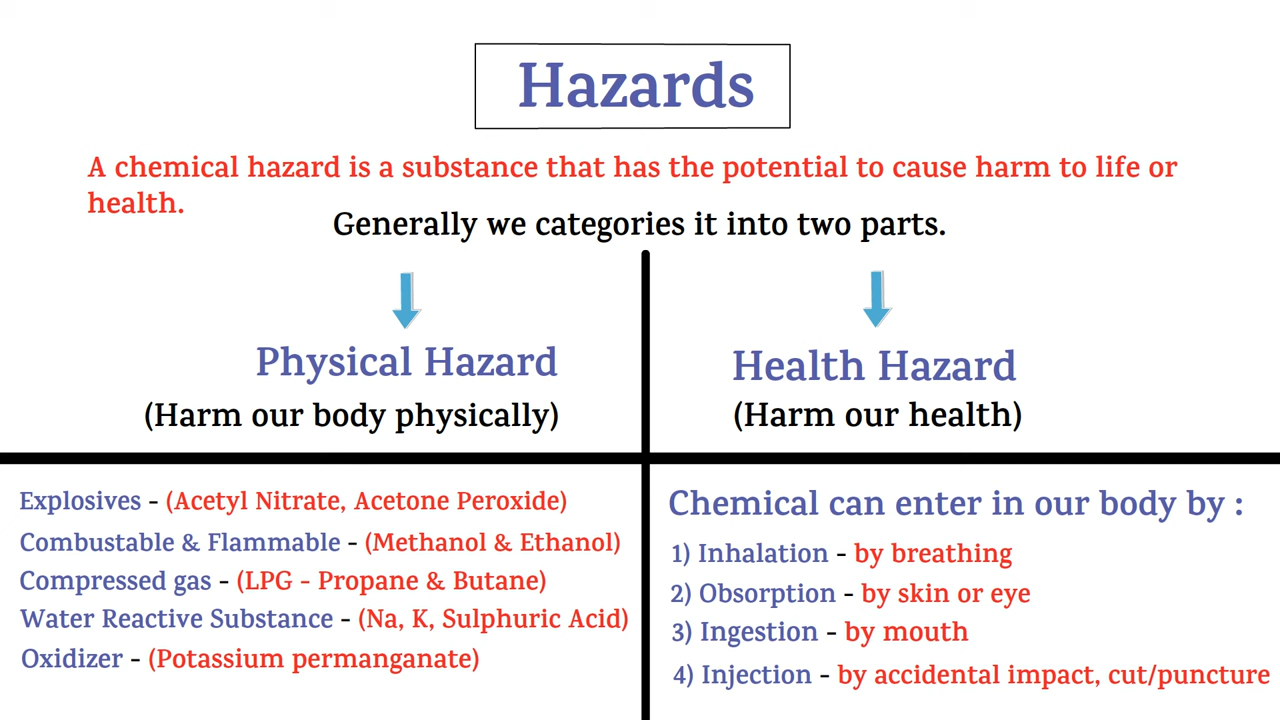 Hazards
A chemical hazard is a substance that has the potential to cause harm to life or
health.
Generally we categories it into two parts.
Physical Hazard
(Harm our body physically)
Health Hazard
(Harm our health)
Explosives - (Acetyl Nitrate, Acetone Peroxide)
Combustable & Flammable - (Methanol & Ethanol)
Compressed gas - (LPG - Propane & Butane)
Water Reactive Substance - (Na, K, Sulphuric Acid)
Oxidizer - (Potassium permanganate)
Chemical can enter in our body by :
1) Inhalation - by breathing
2) Obsorption - by skin or eye
3) Ingestion - by mouth
4) Injection - by accidental impact, cut/puncture